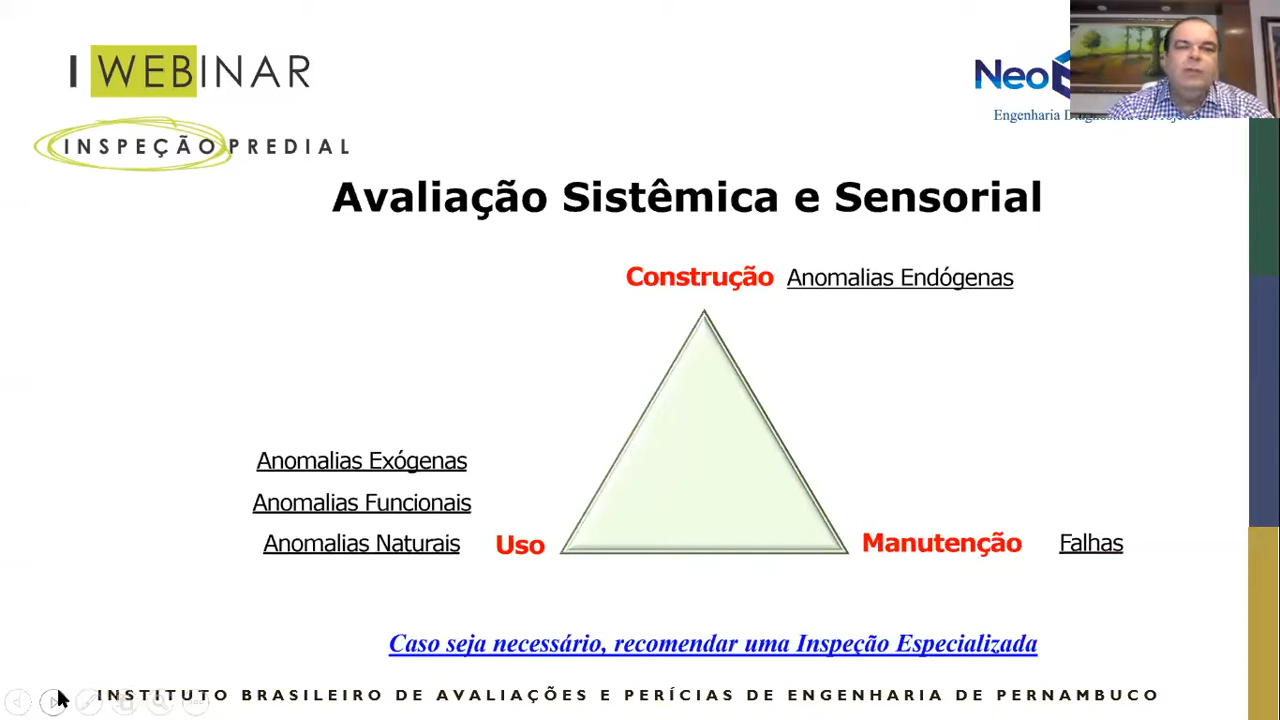 I WEBINAR
INSPEÇÃO PREDIAL
Neo
Engenharia
Avaliação Sistêmica e Sensorial
Construção Anomalias Endógenas
Anomalias Exógenas
Anomalias Funcionais
Anomalias Naturais Uso
Manutenção Falhas
Caso seja necessário, recomendar uma Inspeção Especializada
INSTITUTO BRASILEIRO DE AVALIAÇÕES E PERÍCIAS DE ENGENHARIA DE PERNAMBUCO